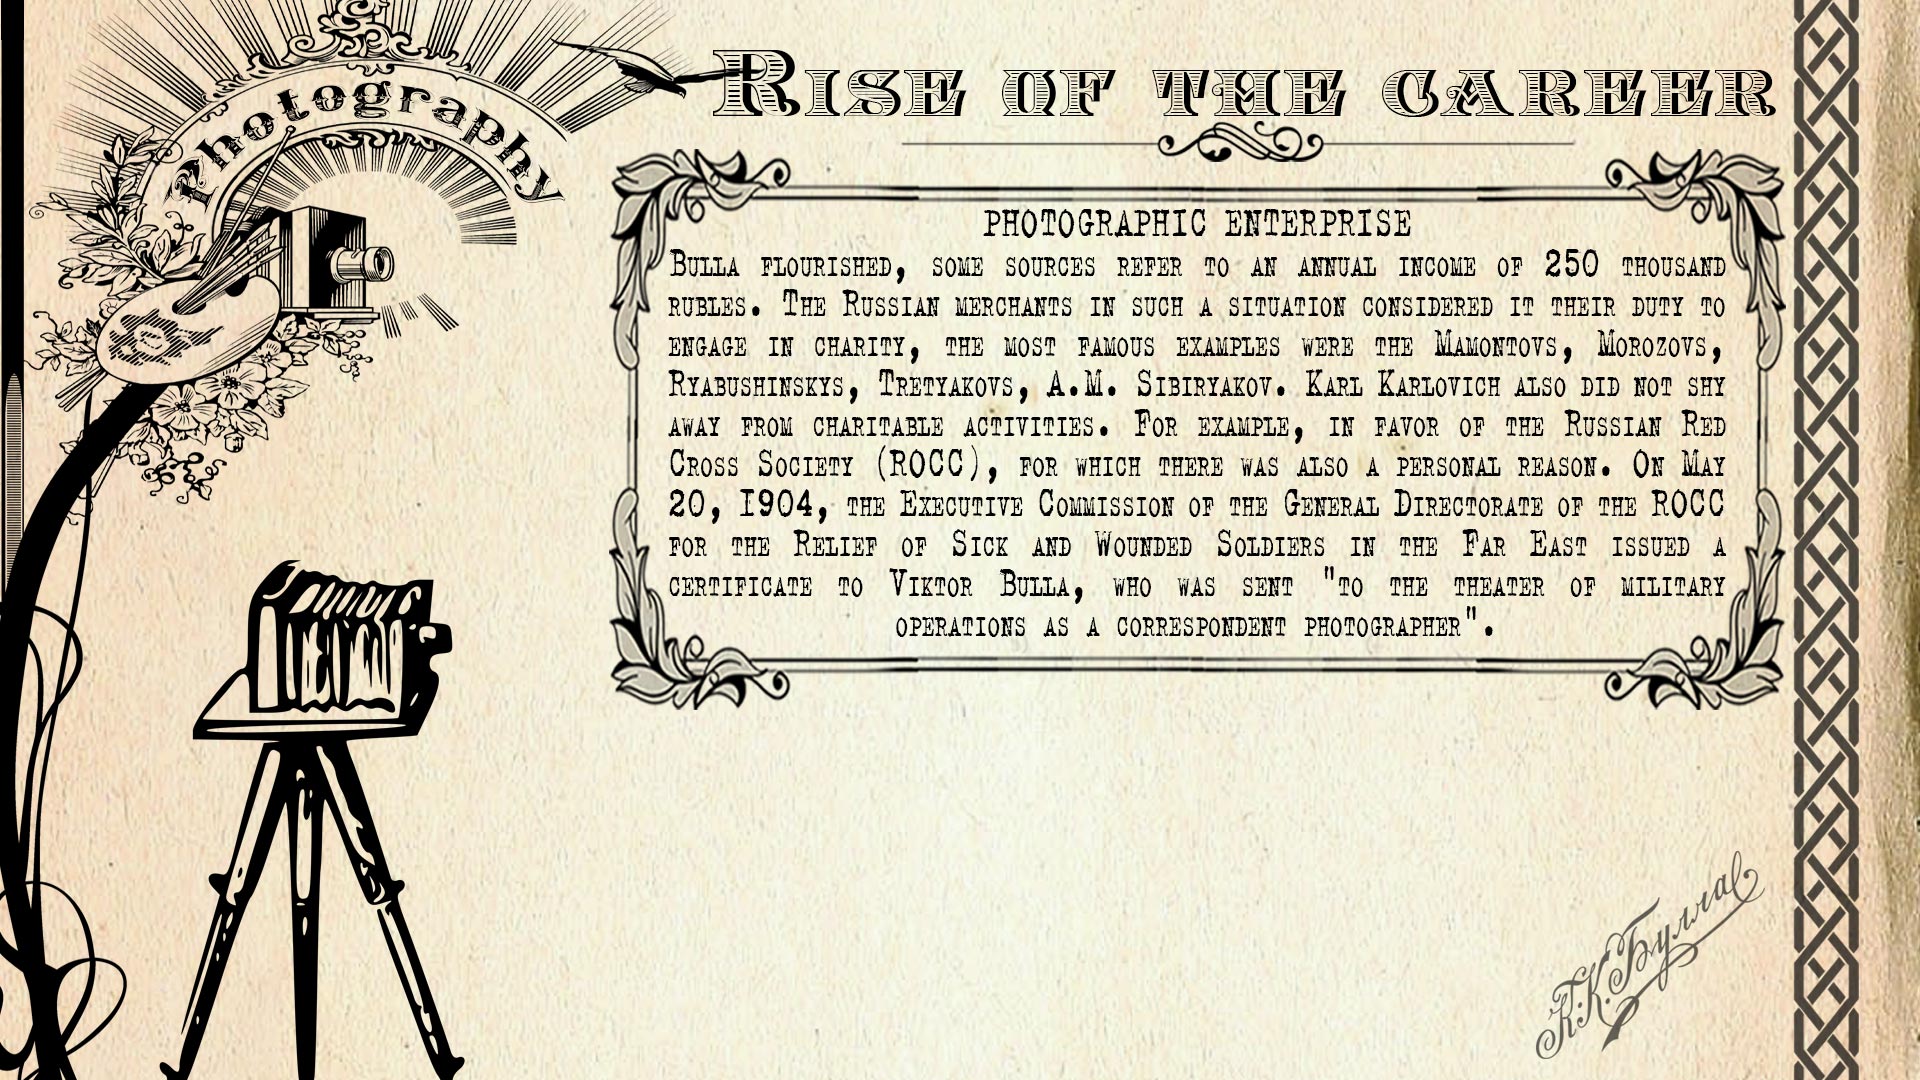 Photography
Rise of the career
PHOTOGRAPHIC ENTERPRISE
Bulla flourished, some sources refer to an annual income of 250 thousand
rubles. The Russian merchants in such a situation considered it their duty to
engage in charity, the most famous examples were the Mamontovs, Morozovs,
Ryabushinskys, Tretyakovs, A.M. Sibiryakov. Karl Karlovich also did not shy
away from charitable activities. For example, in favor of the Russian Red
Cross Society (ROCC), for which there was also a personal reason. On May
20, 1904, the Executive Commission of the General Directorate of the ROCC
for the Relief of Sick and Wounded Soldiers in the Far East issued a
certificate to Viktor Bulla, who was sent "to the theater of military
operations as a correspondent photographer".
К.К.Булла